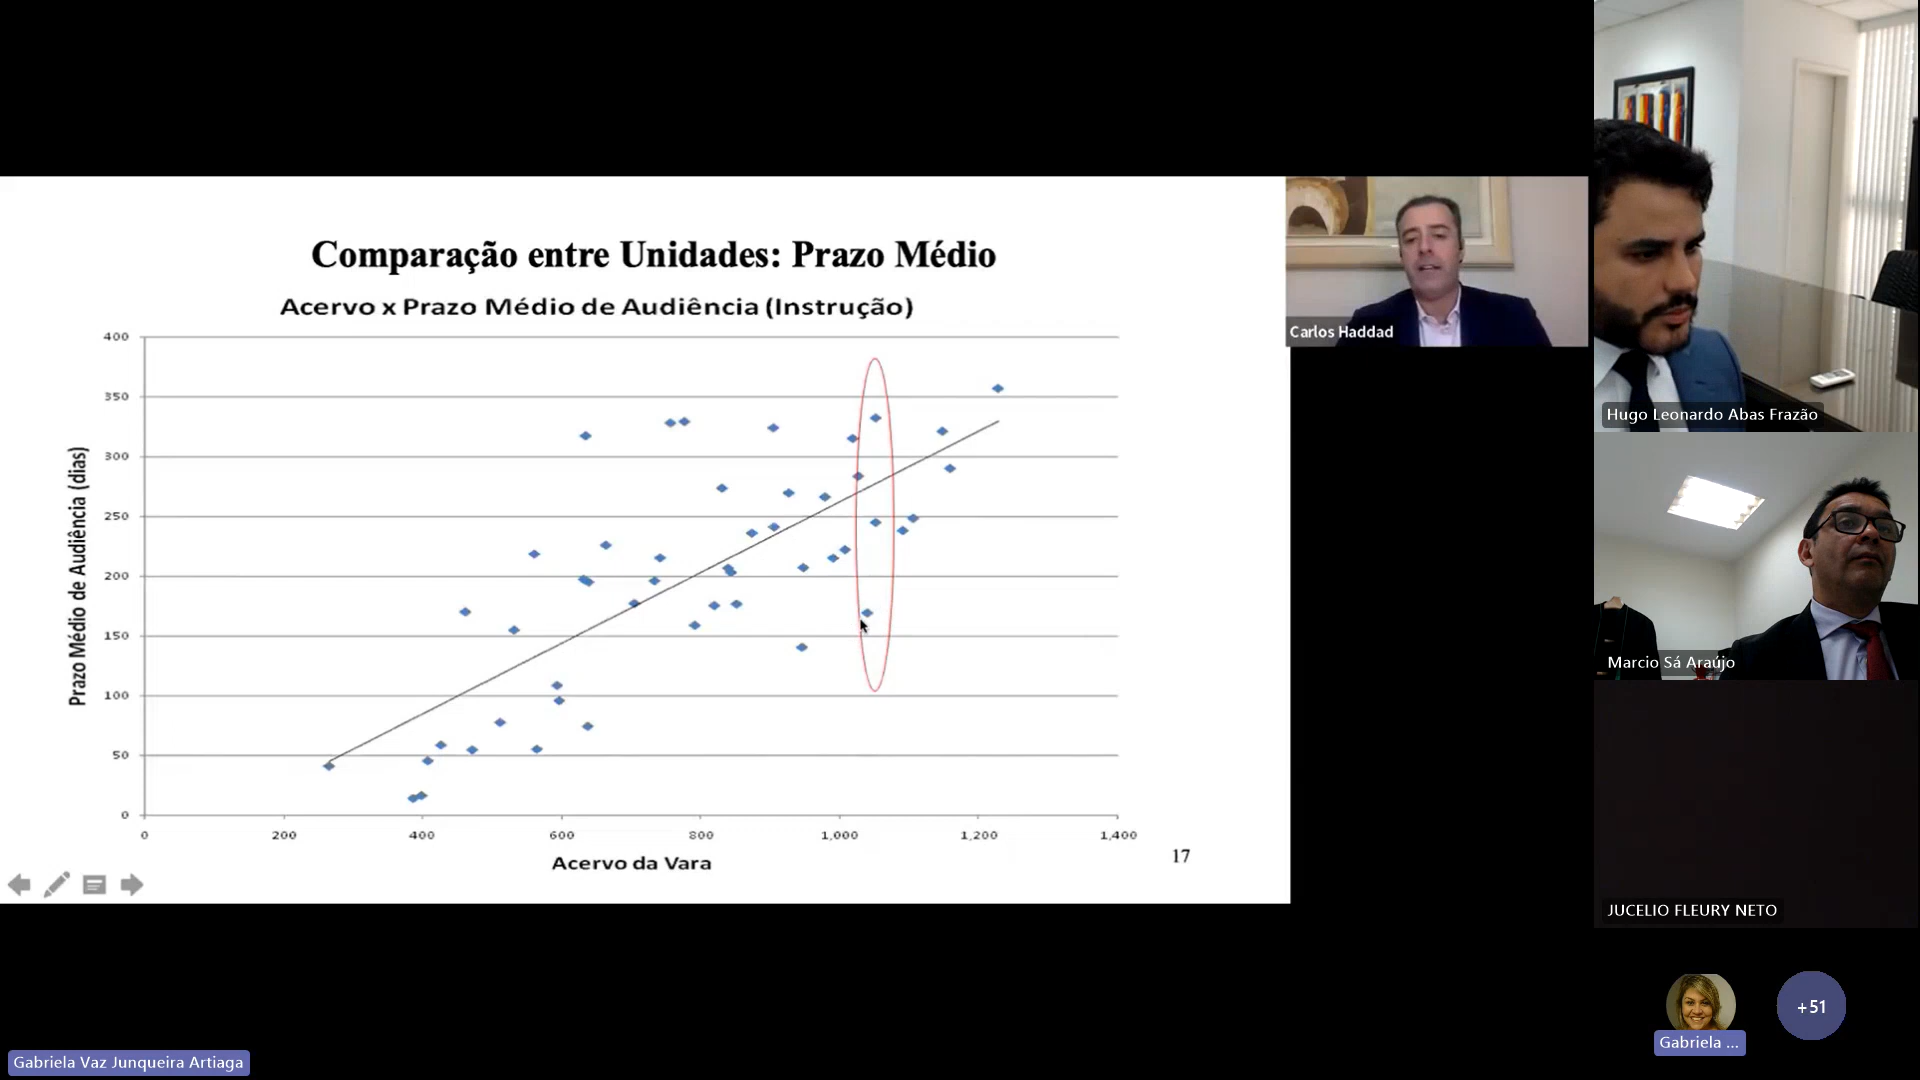 Comparação entre Unidades: Prazo Médio
Acervo x Prazo Médio de Audiência (Instrução)
Prazo Médio de Audiência (dias)
400
350
300
250
200
150
100
50
0
0 200 400 600 800 1,000 1,200 1,400
Acervo da Vara
17
Carlos Haddad
Hugo Leonardo Abas Frazão
Marcio Sá Araújo
JUCELIO FLEURY NETO
+51
Gabriela ...
Gabriela Vaz Junqueira Artiaga